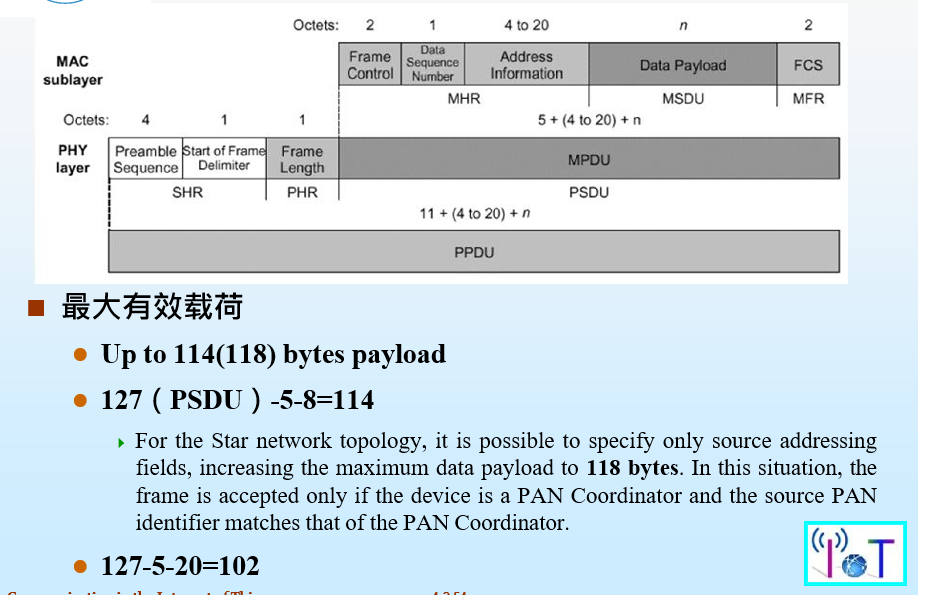 Octets: 2 1 4 to 20 n 2
MAC sublayer
Frame Control
Data Sequence Number
Address Information
Data Payload
FCS
MHR MSDU MFR
Octets: 4 1 1 5 + (4 to 20) + n
PHY layer
Preamble Sequence
Start of Frame Delimiter
Frame Length
MPDU
SHR PHR PSDU
11 + (4 to 20) + n
PPDU
最大有效载荷
Up to 114(118) bytes payload
127（PSDU）-5-8=114
For the Star network topology, it is possible to specify only source addressing
fields, increasing the maximum data payload to 118 bytes. In this situation, the
frame is accepted only if the device is a PAN Coordinator and the source PAN
identifier matches that of the PAN Coordinator.
127-5-20=102
IoT